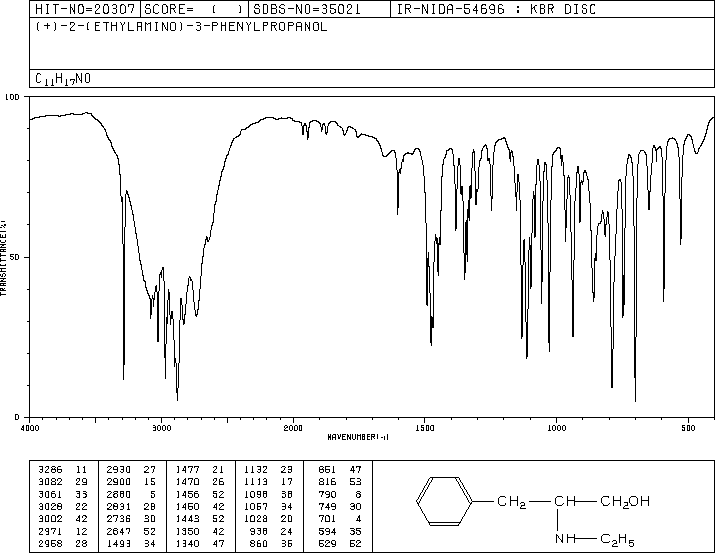 HIT-NO=20307 SCORE= ( ) SDBS-NO=35021 IR-NIDA-54696 : KBR DISC
(+)-2-(ETHYLAMINO)-3-PHENYLPROPANOL
C11H17NO
100
50
0
TRANSMITTANCE(%)
4000 3000 2000 1500 1000 500
WAVENUMBER(-1)
3286 11 2930 27 1477 21 1132 23 851 47
3082 29 2900 15 1470 26 1113 17 816 53
3061 33 2880 5 1456 52 1098 38 790 8
3028 22 2831 28 1450 42 1057 34 749 30
3002 42 2736 30 1443 52 1028 20 701 4
2971 12 2647 52 1350 42 938 24 594 35
2958 28 1493 34 1340 47 860 35 529 52
CH2 CH CH2OH
NH C2H5